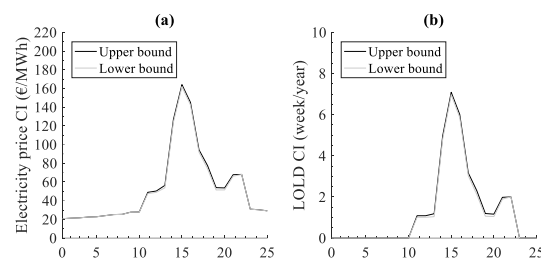 (a)
Electricity price CI (€/MWh)
220
200
180
160
140
120
100
80
60
40
20
0
Upper bound
Lower bound
0 5 10 15 20 25
(b)
LOLD CI (week/year)
10
8
6
4
2
0
Upper bound
Lower bound
0 5 10 15 20 25